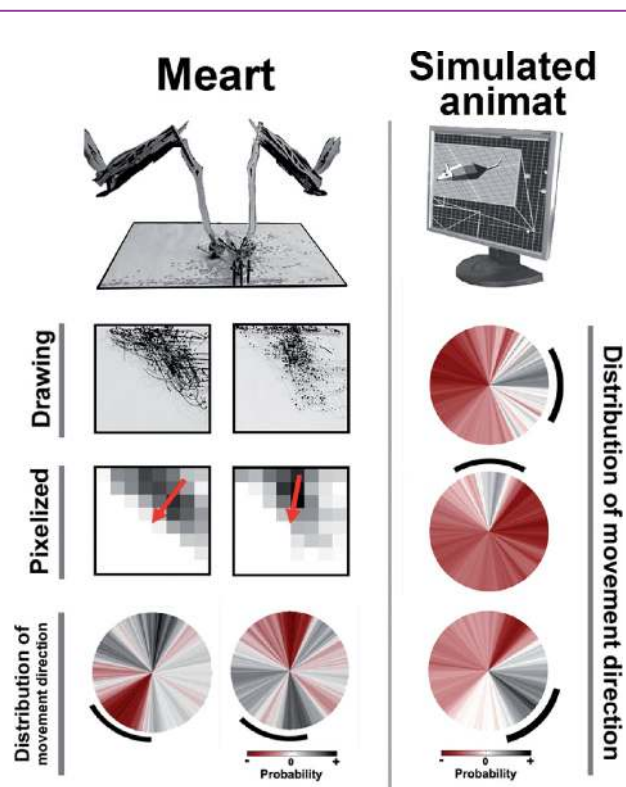 Meart
Simulated
animat
Drawing
Pixelized
Distribution of
movement direction
- 0 +
Probability
Distribution of movement direction
- 0 +
Probability